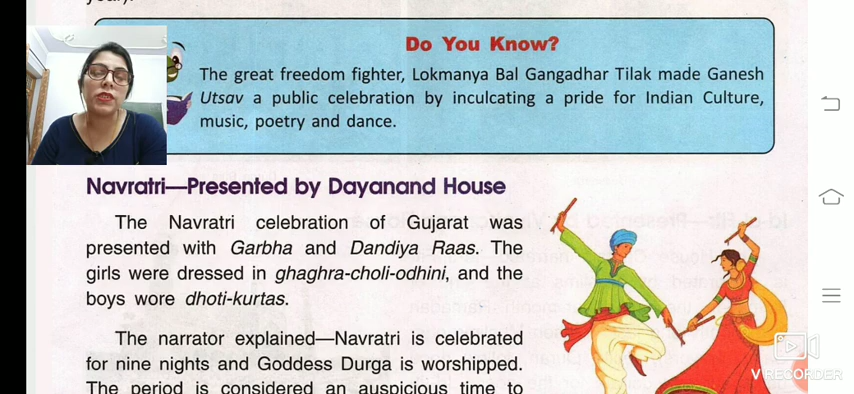 Do You Know?
The great freedom fighter, Lokmanya Bal Gangadhar Tilak made Ganesh
Utsav a public celebration by inculcating a pride for Indian Culture,
music, poetry and dance.
Navratri—Presented by Dayanand House
The Navratri celebration of Gujarat was
presented with Garbha and Dandiya Raas. The
girls were dressed in ghaghra-choli-odhini, and the
boys wore dhoti-kurtas.
The narrator explained—Navratri is celebrated
for nine nights and Goddess Durga is worshipped.
The period is considered an auspicious time to
V RECORDER